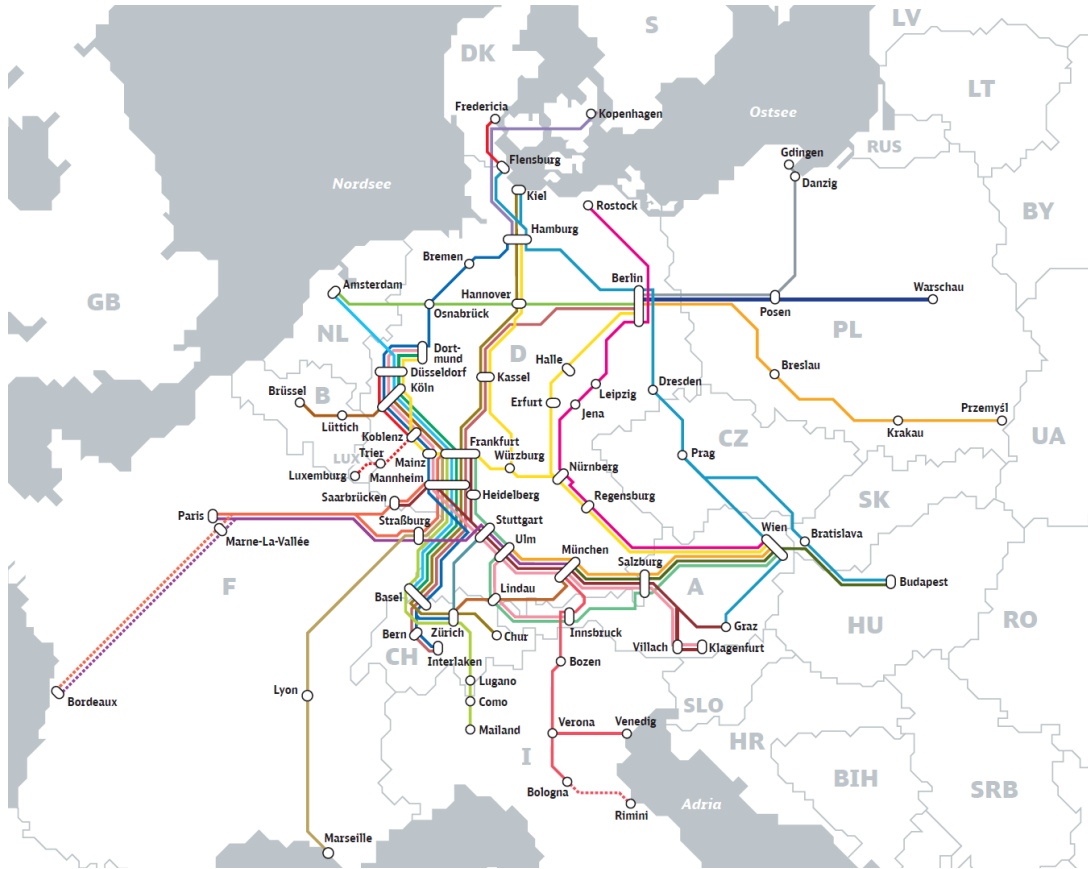 LV
S
DK
LT
Fredericia
Kopenhagen
Ostsee
RUS
Gdingen
Flensburg
Danzig
Nordsee
Kiel
Rostock
BY
Hamburg
Bremen
Berlin
Amsterdam
Hannover
Warschau
GB
Osnabrück
Posen
PL
NL
Dort-
mund
D
Halle
Düsseldorf
Kassel
Breslau
Köln
Leipzig
Dresden
B
Brüssel
Erfurt
Jena
Przemyśl
Lüttich
Krakau
Koblenz
CZ
UA
Frankfurt
LUX
Trier
Mainz
Würzburg
Prag
Nürnberg
Luxemburg
Mannheim
SK
Saarbrücken
Heidelberg
Regensburg
Paris
Straßburg
Stuttgart
Wien
Marne-La-Vallée
Ulm
Bratislava
München
Salzburg
F
Budapest
Basel
Lindau
A
RO
Zürich
Innsbruck
Graz
HU
Bern
Chur
CH
Interlaken
Villach
Klagenfurt
Bozen
Lugano
Lyon
Bordeaux
Como
SLO
Verona
Venedig
Mailand
HR
I
BIH
Bologna
SRB
Adria
Rimini
Marseille